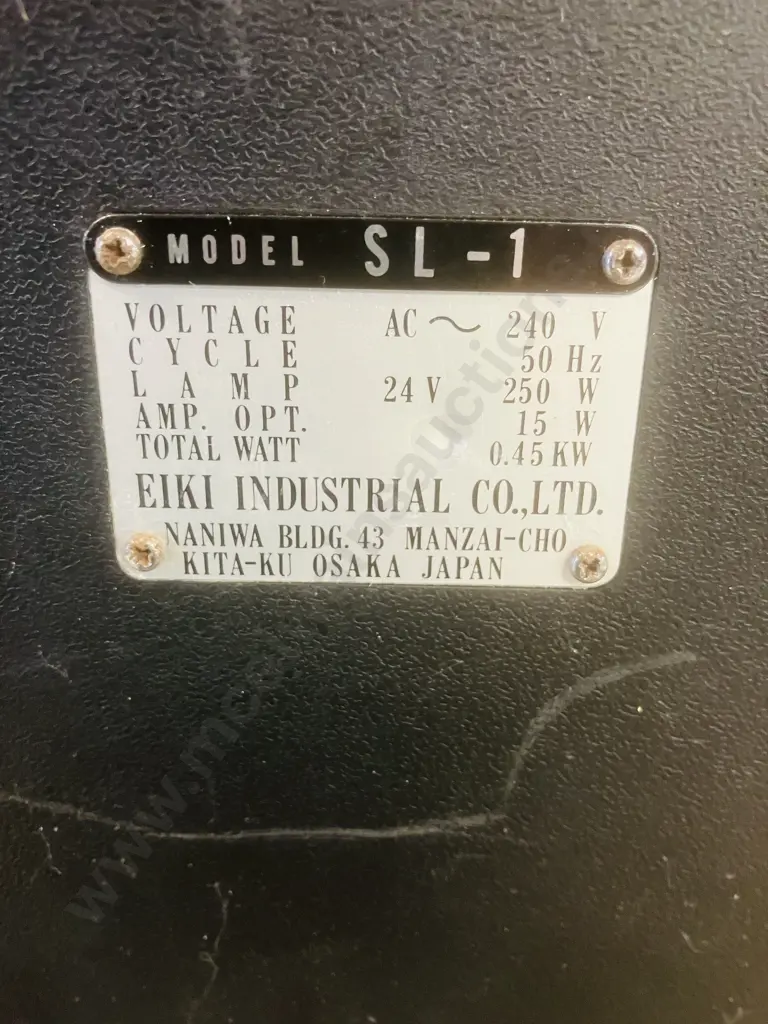 MODEL SL-1
VOLTAGE AC ~ 240 V
CYCLE 50 Hz
LAMP 24 V 250 W
AMP. OPT. 15 W
TOTAL WATT 0.45 KW
EIKI INDUSTRIAL CO.,LTD.
NANIWA BLDG. 43 MANZAI-CHO
KITA-KU OSAKA JAPAN